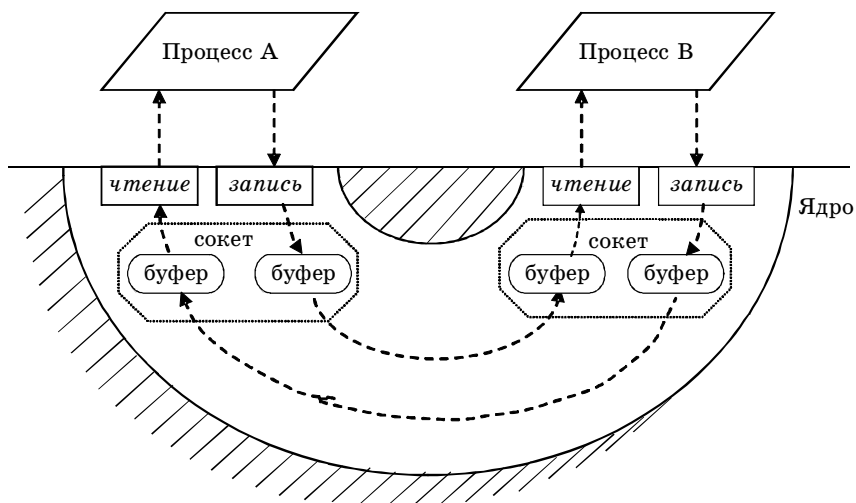 Процесс A
Процесс B
чтение
запись
чтение
запись
Ядро
сокет
сокет
буфер
буфер
буфер
буфер